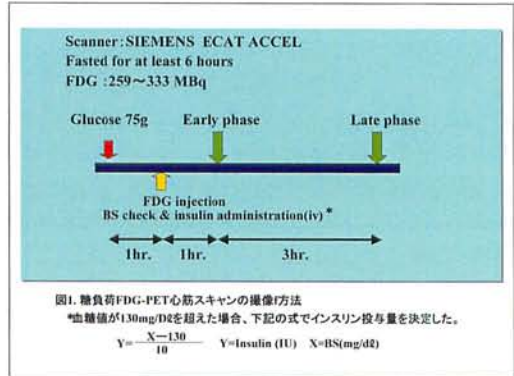 Scanner:SIEMENS ECAT ACCEL
Fasted for at least 6 hours
FDG :259〜333 MBq
Glucose 75g Early phase Late phase
FDG injection
BS check & insulin administration(iv) *
1hr. 1hr. 3hr.
図1. 糖負荷FDG-PET心筋スキャンの撮像f方法
*血糖値が130mg/Dℓを超えた場合、下記の式でインスリン投与量を決定した。
Y= X—130 Y=Insulin (IU) X=BS(mg/dℓ)
10